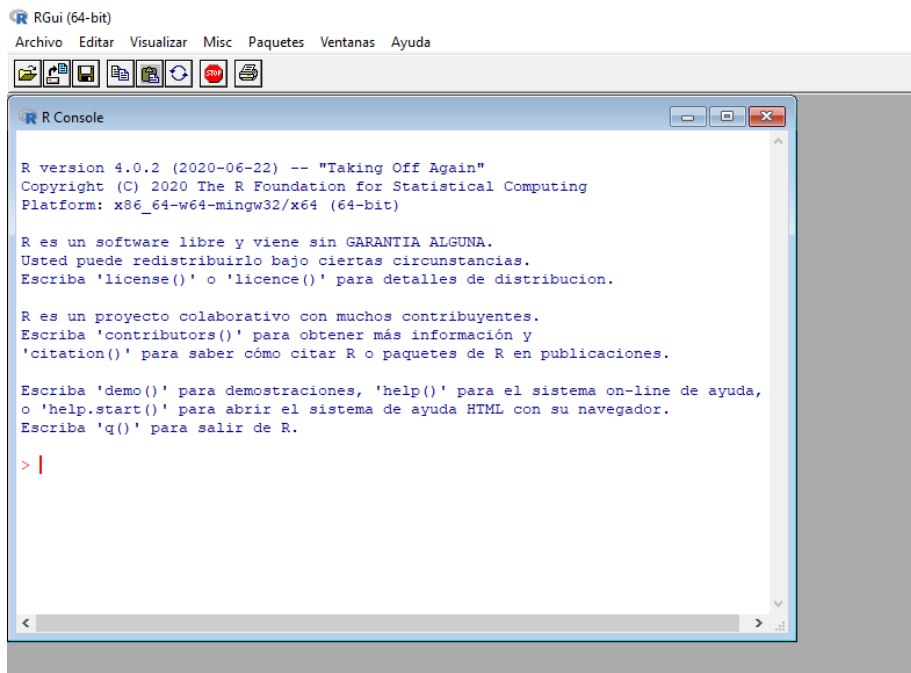 RGui (64-bit)
Archivo Editar Visualizar Misc Paquetes Ventanas Ayuda
STOP
R Console
R version 4.0.2 (2020-06-22) -- "Taking Off Again"
Copyright (C) 2020 The R Foundation for Statistical Computing
Platform: x86_64-w64-mingw32/x64 (64-bit)
R es un software libre y viene sin GARANTIA ALGUNA.
Usted puede redistribuirlo bajo ciertas circunstancias.
Escriba 'license()' o 'licence()' para detalles de distribucion.
R es un proyecto colaborativo con muchos contribuyentes.
Escriba 'contributors()' para obtener más información y
'citation()' para saber cómo citar R o paquetes de R en publicaciones.
Escriba 'demo()' para demostraciones, 'help()' para el sistema on-line de ayuda,
o 'help.start()' para abrir el sistema de ayuda HTML con su navegador.
Escriba 'q()' para salir de R.
>